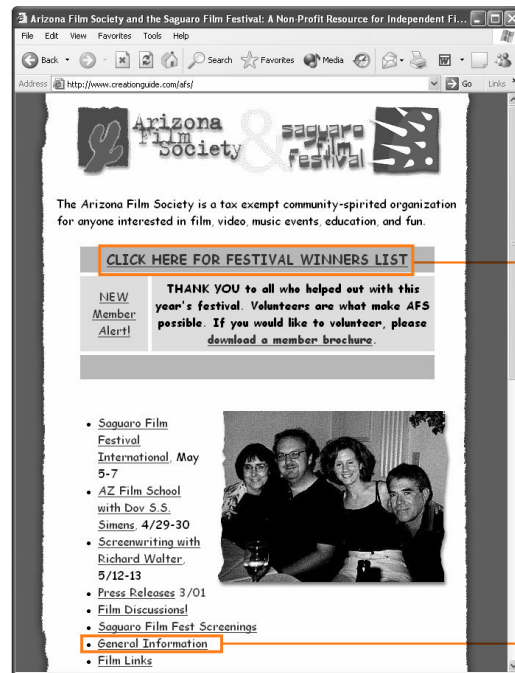 Arizona Film Society and the Saguaro Film Festival: A Non-Profit Resource for Independent Fi...
File Edit View Favorites Tools Help
Back Search Favorites Media
Address http://www.creationguide.com/afs/ Go Links
Arizona
Film
Society
&
saguaro
film
festival
The Arizona Film Society is a tax exempt community-spirited organization
for anyone interested in film, video, music events, education, and fun.
CLICK HERE FOR FESTIVAL WINNERS LIST
NEW
Member
Alert!
THANK YOU to all who helped out with this
year's festival. Volunteers are what make AFS
possible. If you would like to volunteer, please
download a member brochure.
• Saguaro Film
Festival
International, May
5-7
• AZ Film School
with Dov S.S.
Simens, 4/29-30
• Screenwriting with
Richard Walter,
5/12-13
• Press Releases 3/01
• Film Discussions!
• Saguaro Film Fest Screenings
• General Information
• Film Links